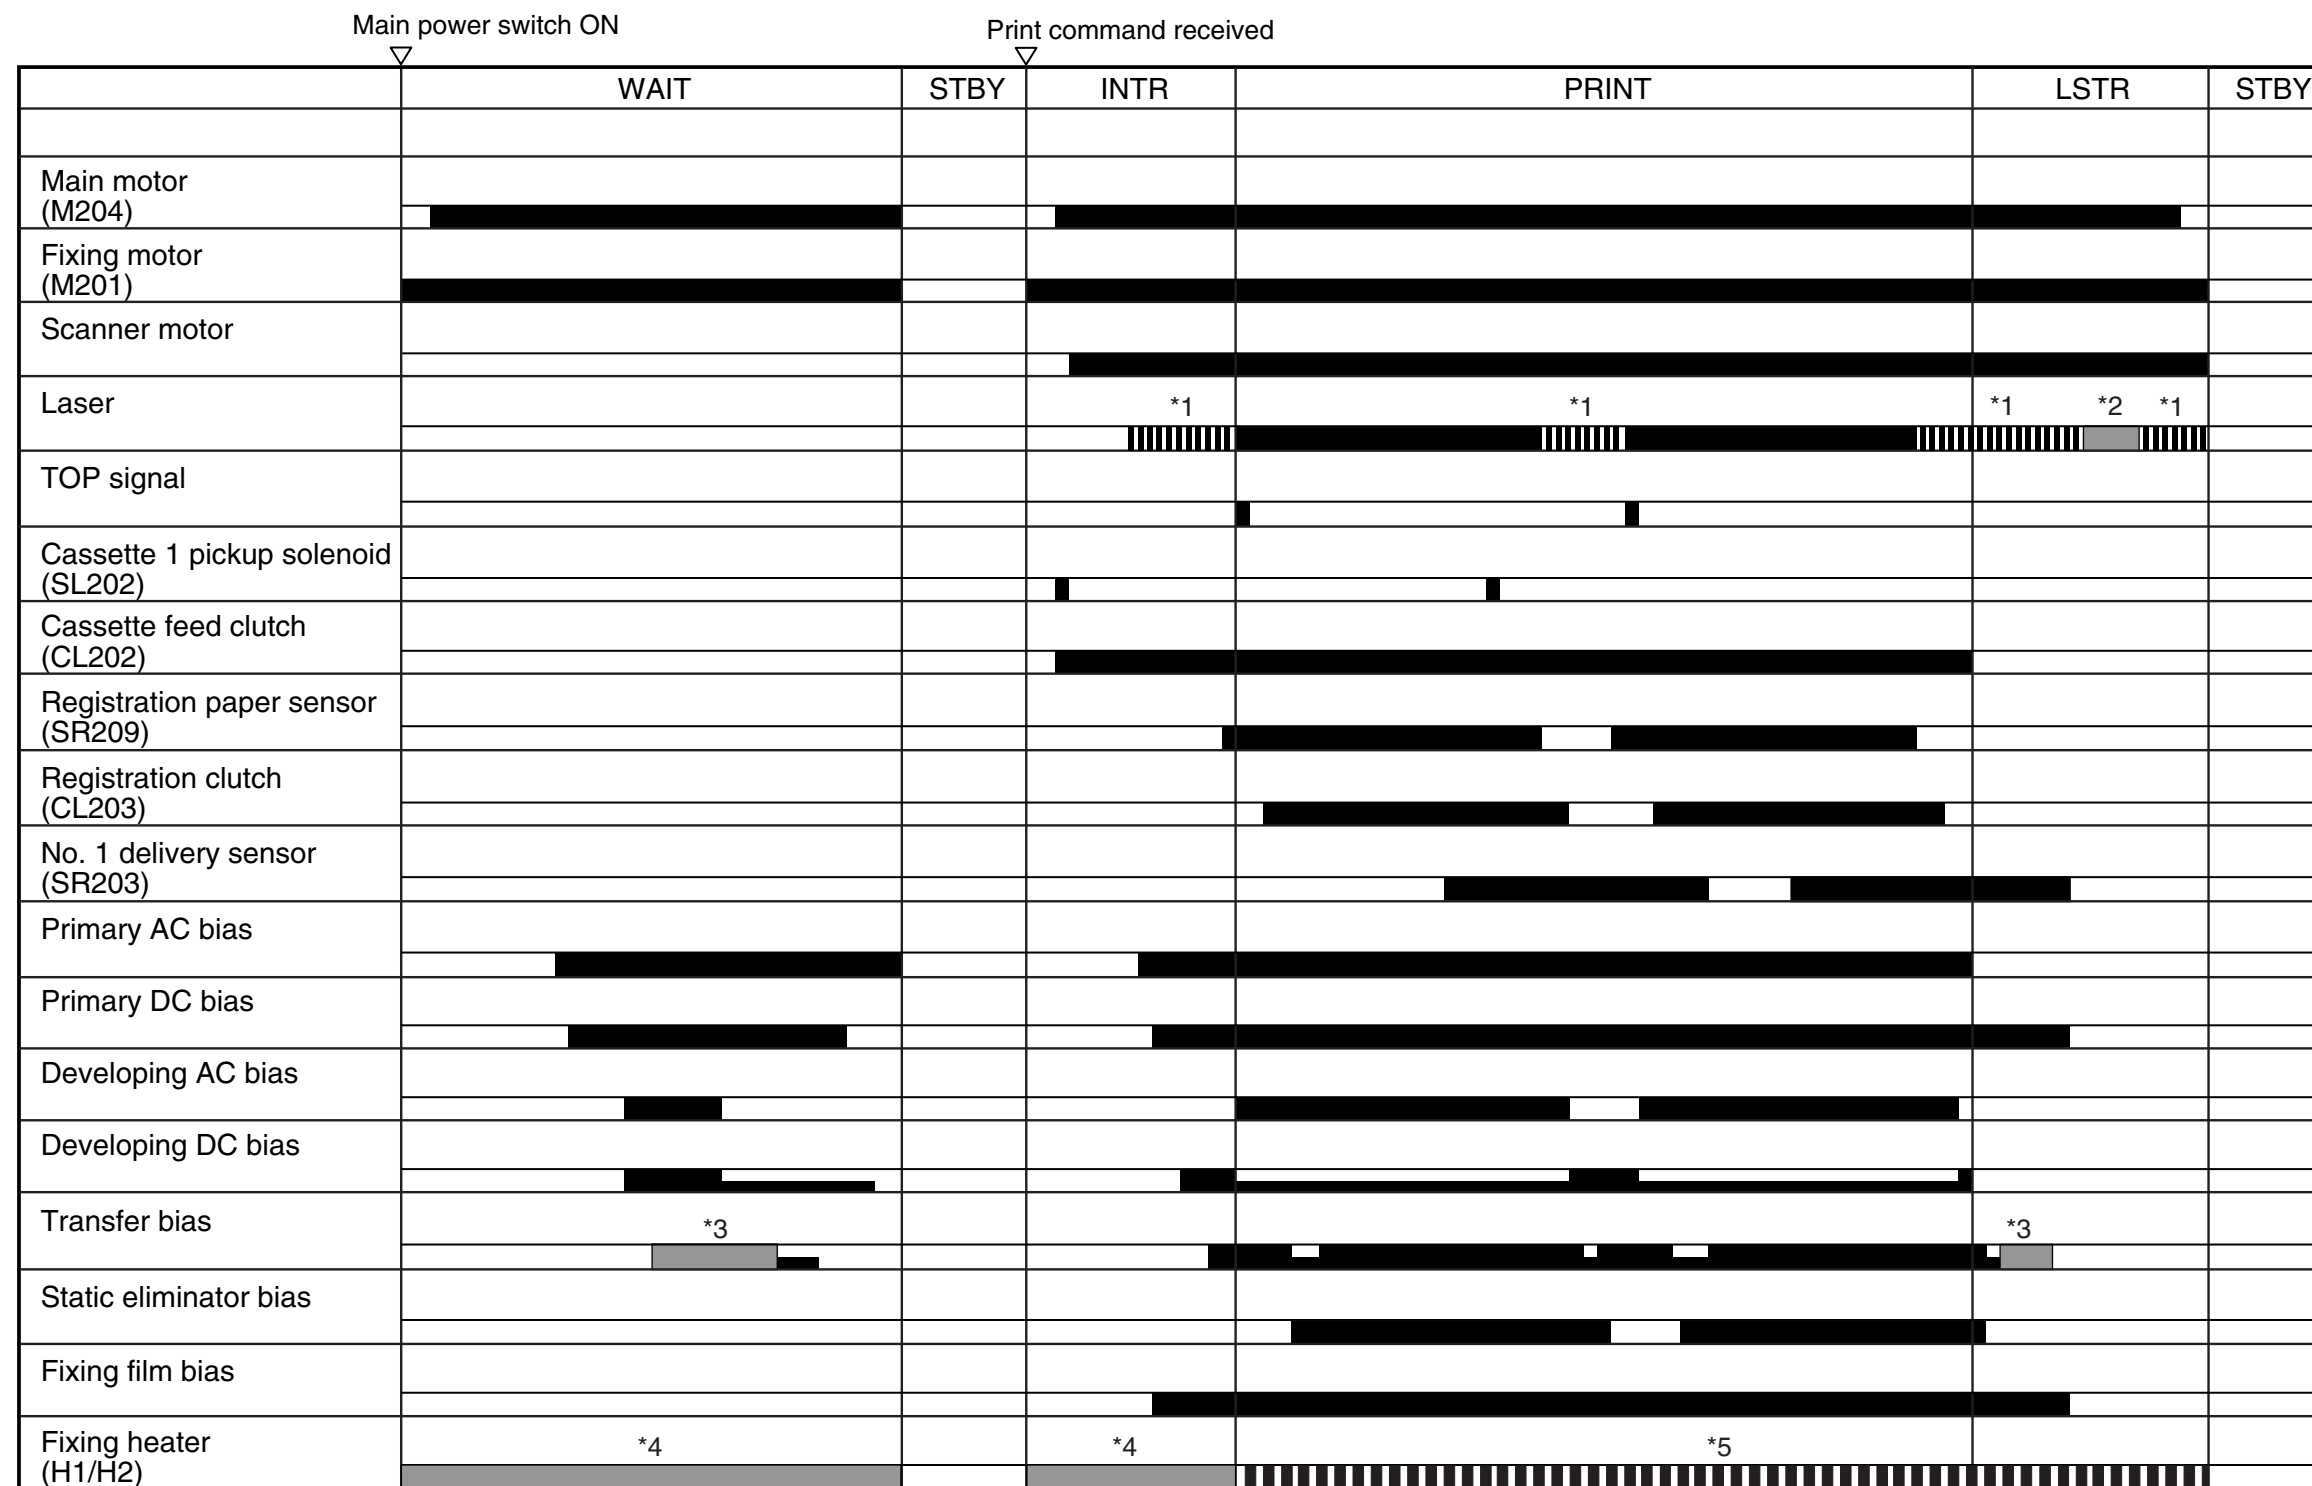 Main power switch ON
Print command received
WAIT STBY INTR PRINT LSTR STBY
Main motor
(M204)
Fixing motor
(M201)
Scanner motor
Laser
*1 *1 *1 *2 *1
TOP signal
Cassette 1 pickup solenoid
(SL202)
Cassette feed clutch
(CL202)
Registration paper sensor
(SR209)
Registration clutch
(CL203)
No. 1 delivery sensor
(SR203)
Primary AC bias
Primary DC bias
Developing AC bias
Developing DC bias
Transfer bias
*3 *3
Static eliminator bias
Fixing film bias
Fixing heater
*4 *4 *5
(H1/H2)